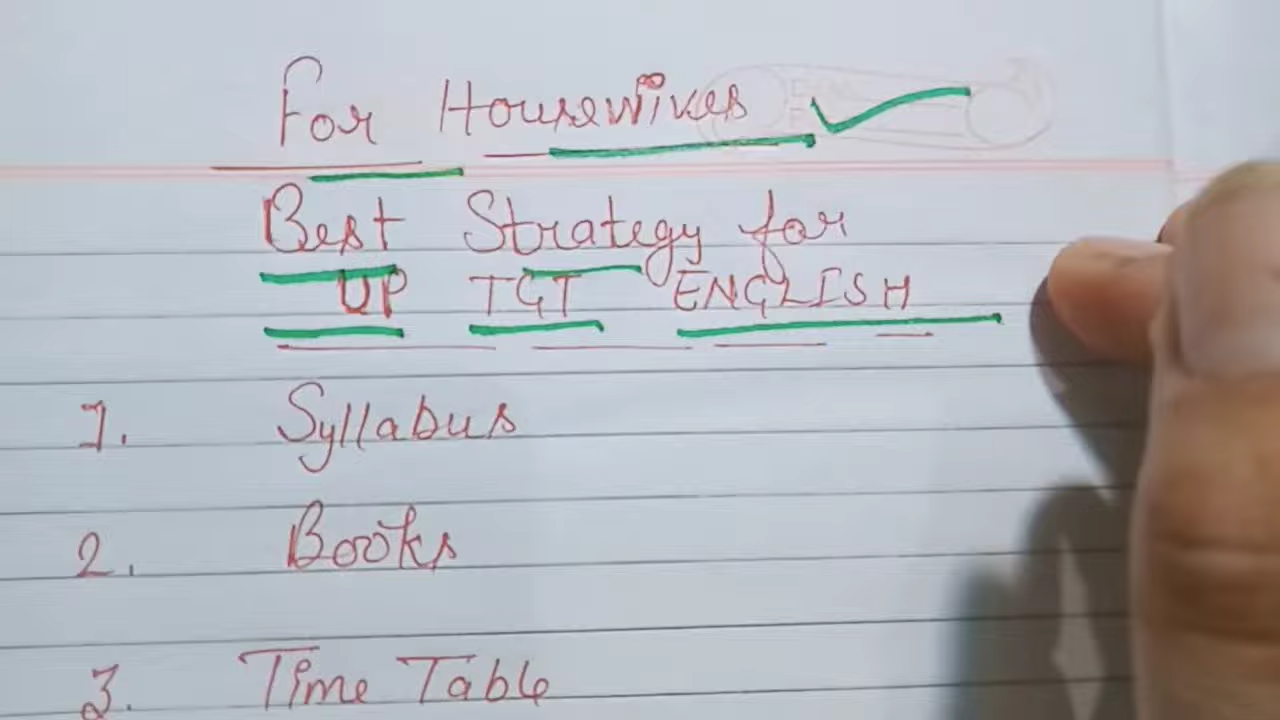 For Housewives
Best Strategy for
UP TGT ENGLISH
1. Syllabus
2. Books
3. Time Table